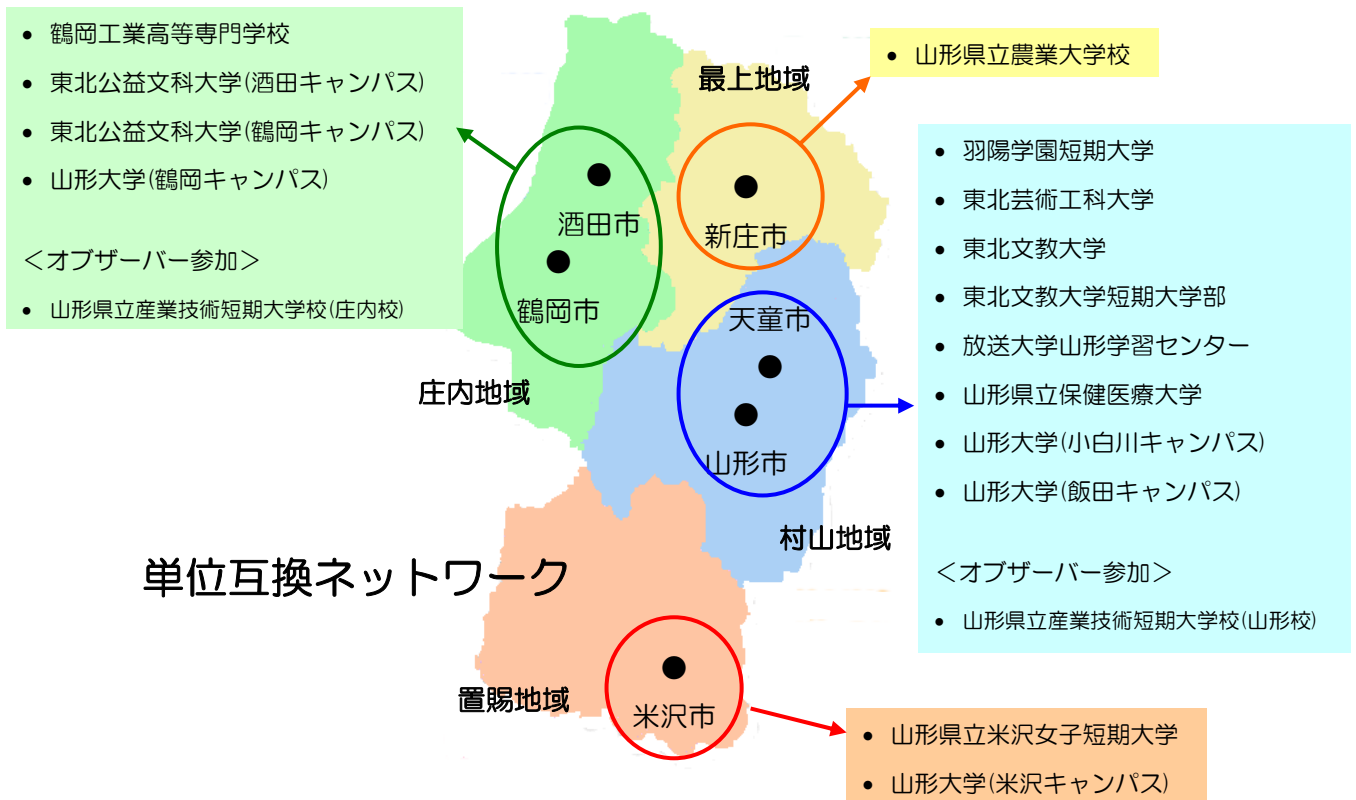 • 鶴岡工業高等専門学校
• 東北公益文科大学(酒田キャンパス)
• 東北公益文科大学(鶴岡キャンパス)
• 山形大学(鶴岡キャンパス)
＜オブザーバー参加＞
• 山形県立産業技術短期大学校(庄内校)
最上地域
• 山形県立農業大学校
酒田市
鶴岡市
新庄市
庄内地域
天童市
山形市
村山地域
• 羽陽学園短期大学
• 東北芸術工科大学
• 東北文教大学
• 東北文教大学短期大学部
• 放送大学山形学習センター
• 山形県立保健医療大学
• 山形大学(小白川キャンパス)
• 山形大学(飯田キャンパス)
＜オブザーバー参加＞
• 山形県立産業技術短期大学校(山形校)
単位互換ネットワーク
置賜地域
米沢市
• 山形県立米沢女子短期大学
• 山形大学(米沢キャンパス)